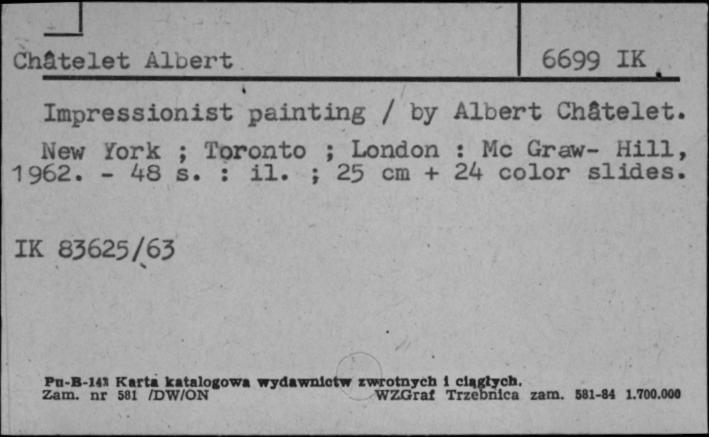 Châtelet Albert 6699 IK
Impressionist painting / by Albert Châtelet.
New York ; Toronto ; London : Mc Graw- Hill,
1962. - 48 s. : il. ; 25 cm + 24 color slides.
IK 83625/63
Pu-B-141 Karta katalogowa wydawnictw zwrotnych i ciągłych.
Zam. nr 581 /DW/ON WZGraf Trzebnica zam. 581-84 1.700.000